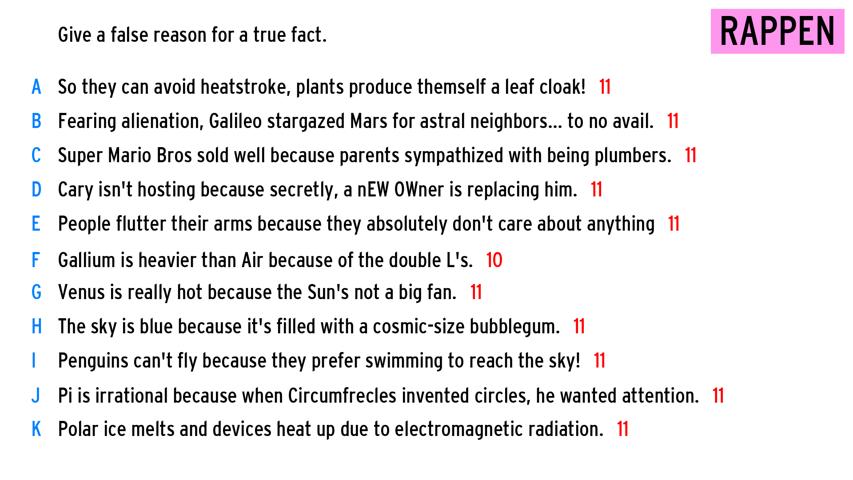 Give a false reason for a true fact.
RAPPEN
A So they can avoid heatstroke, plants produce themself a leaf cloak! 11
B Fearing alienation, Galileo stargazed Mars for astral neighbors... to no avail. 11
C Super Mario Bros sold well because parents sympathized with being plumbers. 11
D Cary isn't hosting because secretly, a nEW OWner is replacing him. 11
E People flutter their arms because they absolutely don't care about anything 11
F Gallium is heavier than Air because of the double L's. 10
G Venus is really hot because the Sun's not a big fan. 11
H The sky is blue because it's filled with a cosmic-size bubblegum. 11
I Penguins can't fly because they prefer swimming to reach the sky! 11
J Pi is irrational because when Circumfrecles invented circles, he wanted attention. 11
K Polar ice melts and devices heat up due to electromagnetic radiation. 11